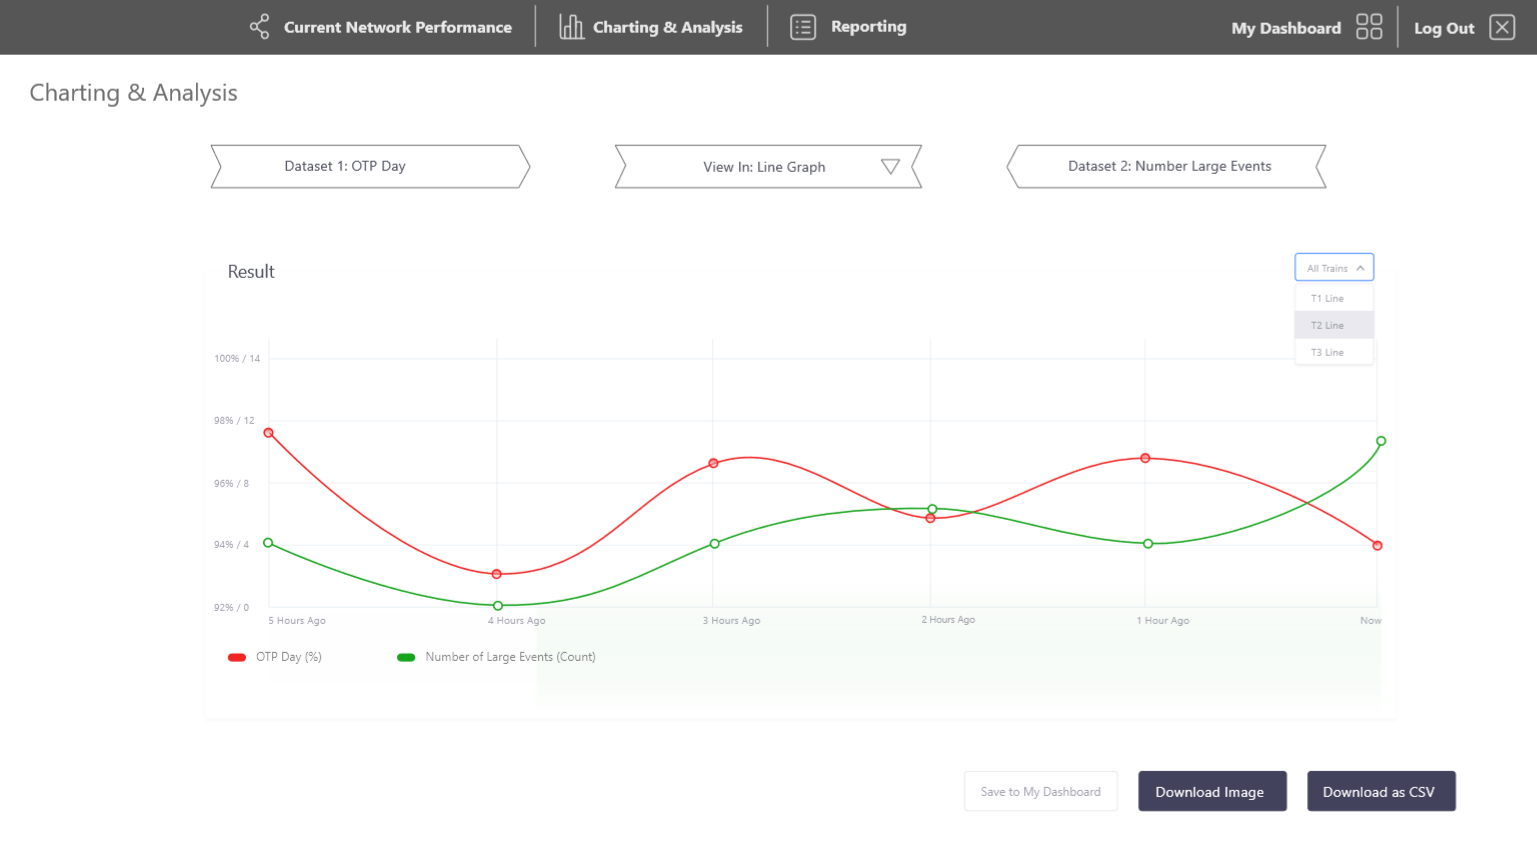 Current Network Performance
Charting & Analysis
Reporting
My Dashboard
Log Out
Charting & Analysis
Dataset 1: OTP Day
View In: Line Graph
Dataset 2: Number Large Events
Result
All Trains
T1 Line
T2 Line
T3 Line
100% / 14
98% / 12
96% / 8
94% / 4
92% / 0
5 Hours Ago
4 Hours Ago
3 Hours Ago
2 Hours Ago
1 Hour Ago
Now
OTP Day (%)
Number of Large Events (Count)
Save to My Dashboard
Download Image
Download as CSV